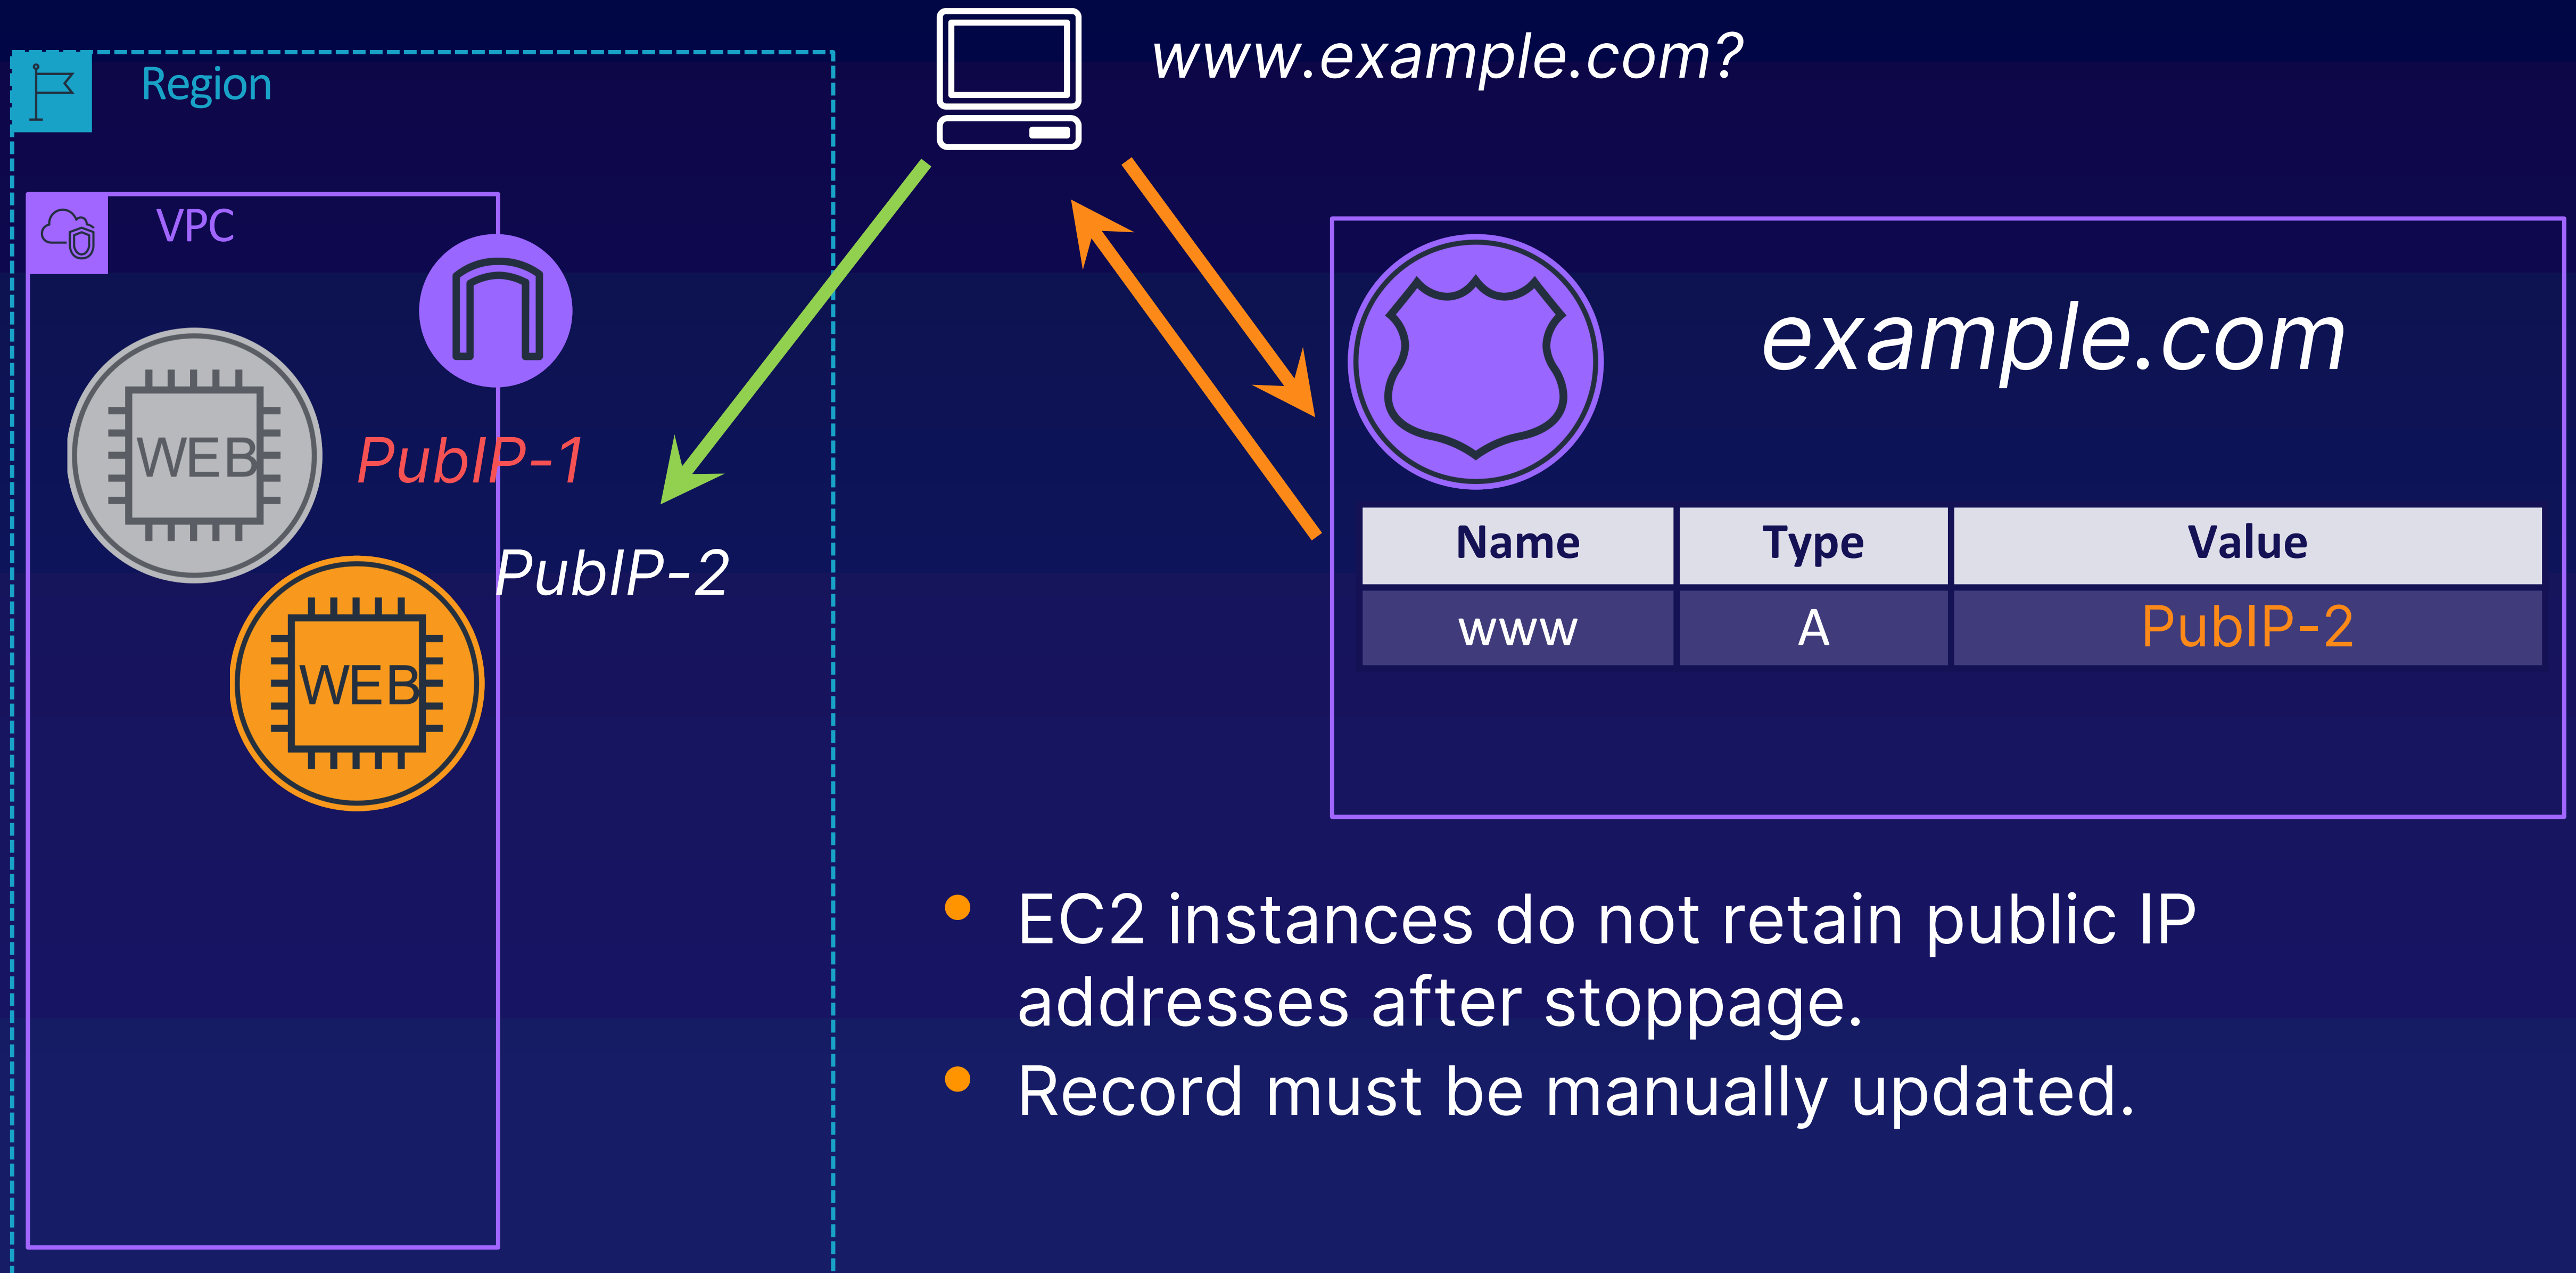 www.example.com?
Region
VPC
WEB
PubIP-1
PubIP-2
WEB
example.com
Name Type Value
www A PubIP-2
EC2 instances do not retain public IP
addresses after stoppage.
Record must be manually updated.